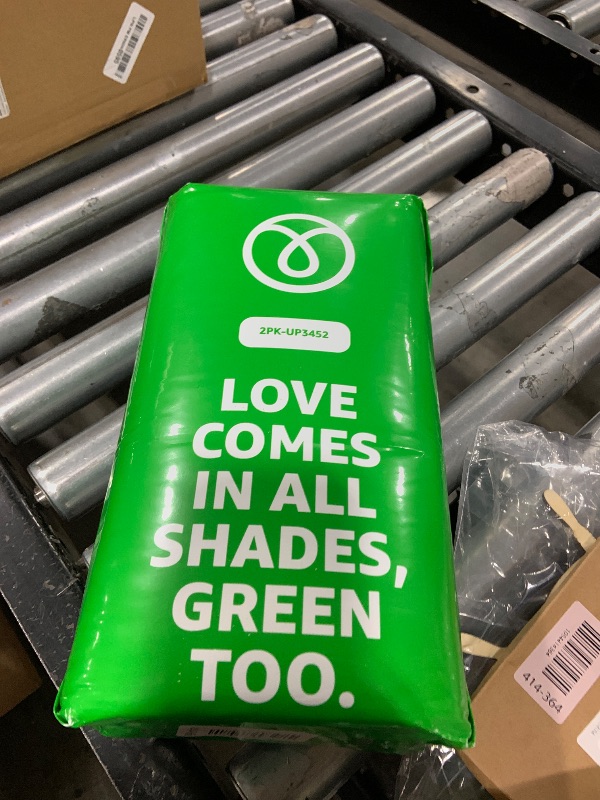 2PK-UP3452
LOVE
COMES
IN ALL
SHADES,
GREEN
TOO.
414-364